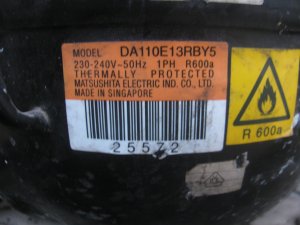 MODEL DA110E13RBY5
230-240V~50Hz 1PH R600a
THERMALLY PROTECTED
MATSUSHITA ELECTRIC IND. CO., LTD.
MADE IN SINGAPORE
25572
R 600a